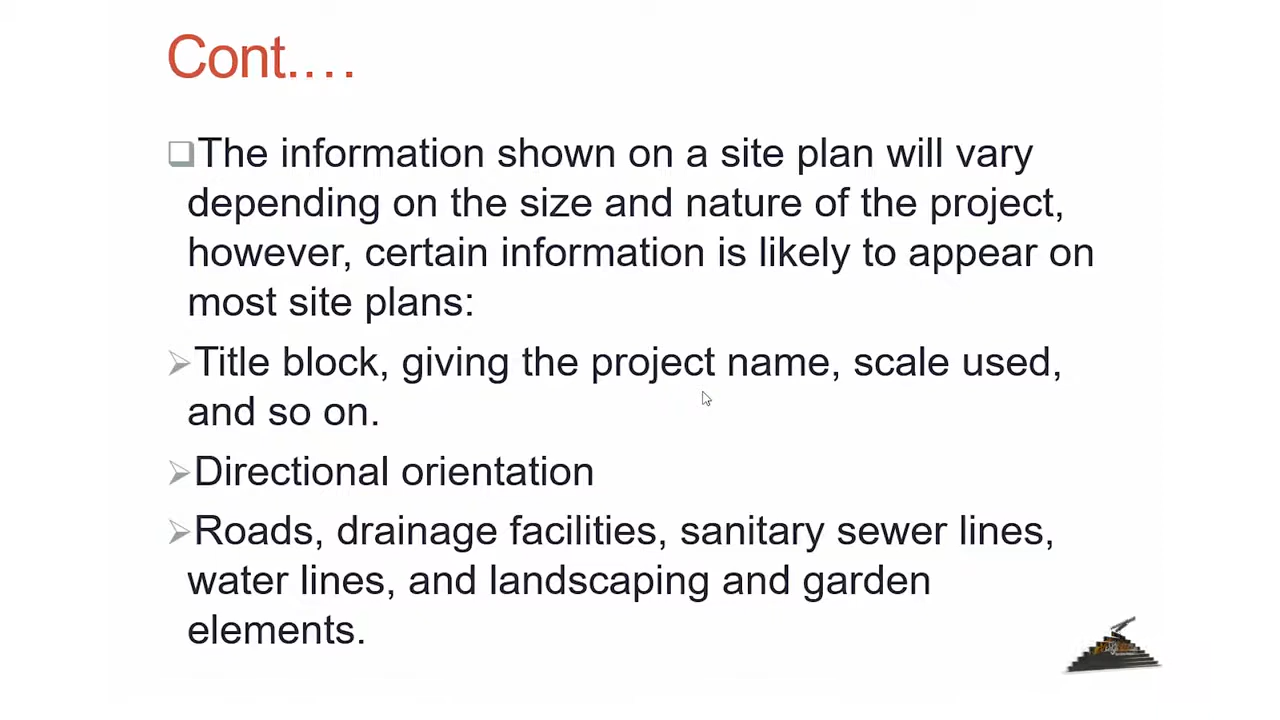 Cont.…
The information shown on a site plan will vary
depending on the size and nature of the project,
however, certain information is likely to appear on
most site plans:
Title block, giving the project name, scale used,
and so on.
Directional orientation
Roads, drainage facilities, sanitary sewer lines,
water lines, and landscaping and garden
elements.